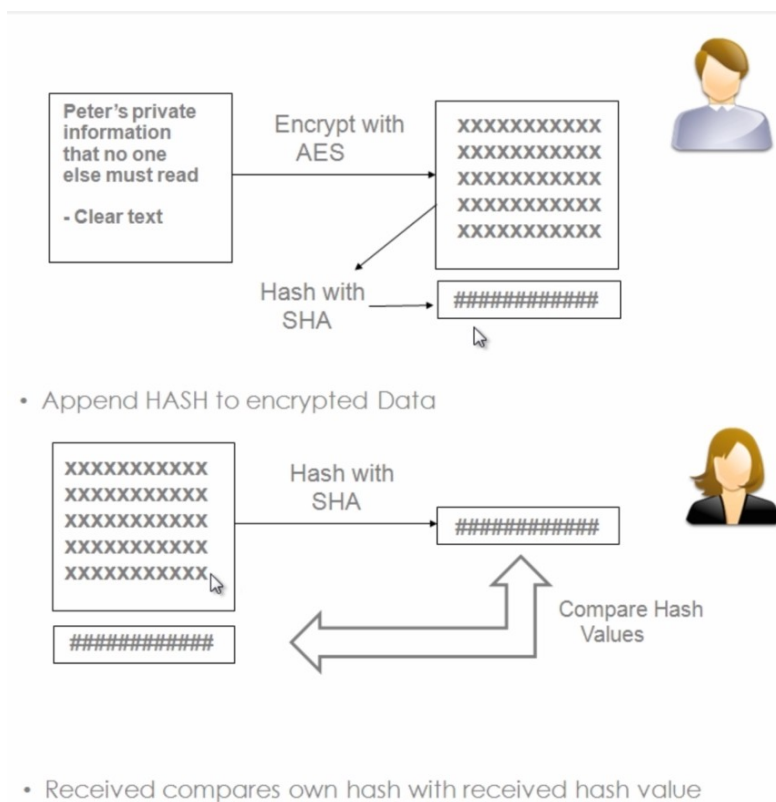 Peter's private
information
that no one
else must read
- Clear text
Encrypt with
AES
XXXXXXXXXXX
XXXXXXXXXXX
XXXXXXXXXXX
XXXXXXXXXXX
XXXXXXXXXXX
Hash with
SHA
############
• Append HASH to encrypted Data
XXXXXXXXXXX
XXXXXXXXXXX
XXXXXXXXXXX
XXXXXXXXXXX
XXXXXXXXXXX
############
Hash with
SHA
############
Compare Hash
Values
• Received compares own hash with received hash value